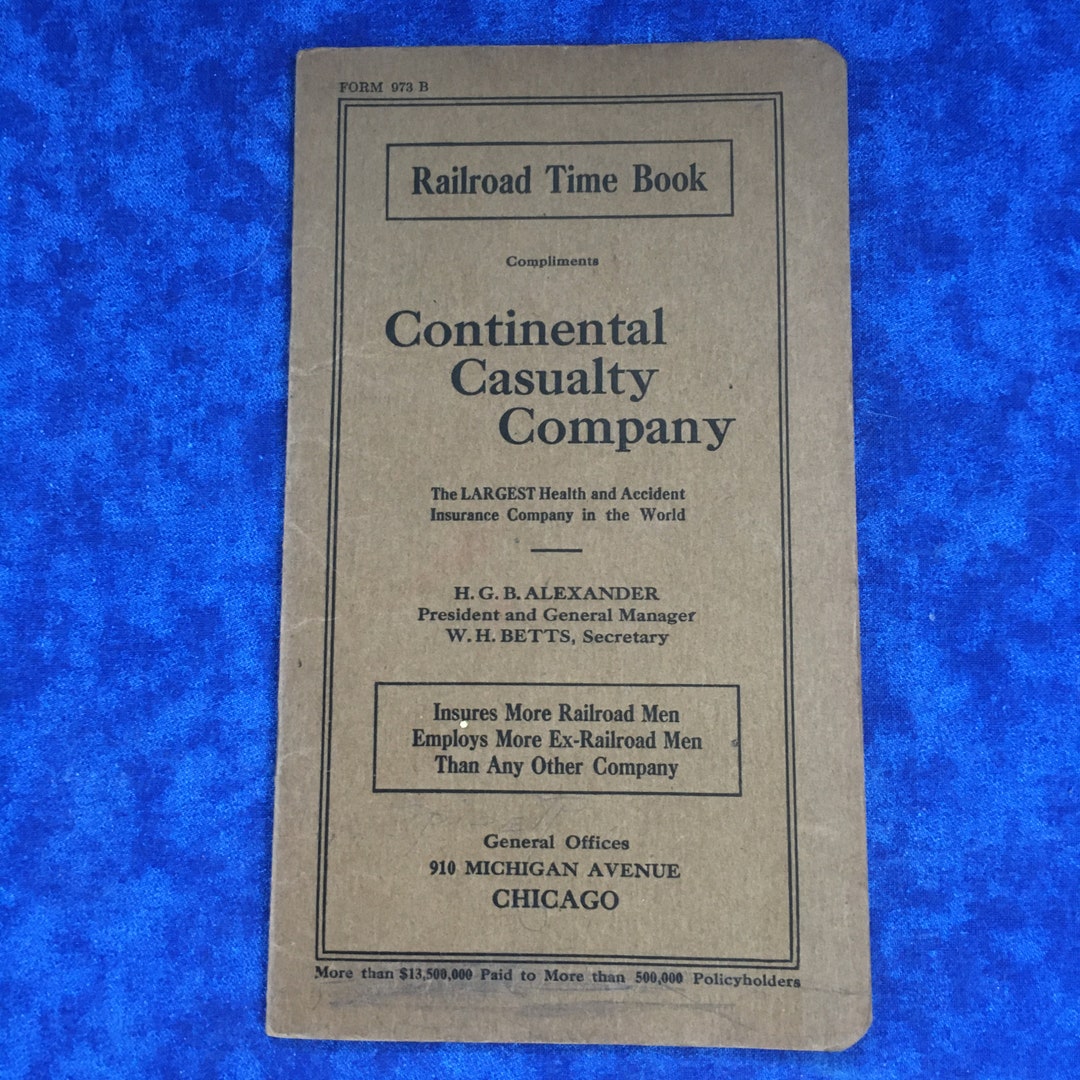 FORM 973 B
Railroad Time Book
Compliments
Continental
Casualty
Company
The LARGEST Health and Accident
Insurance Company in the World
H. G. B. ALEXANDER
President and General Manager
W. H. BETTS, Secretary
Insures More Railroad Men
Employs More Ex-Railroad Men
Than Any Other Company
General Offices
910 MICHIGAN AVENUE
CHICAGO
More than $13,500,000 Paid to More than 500,000 Policyholders